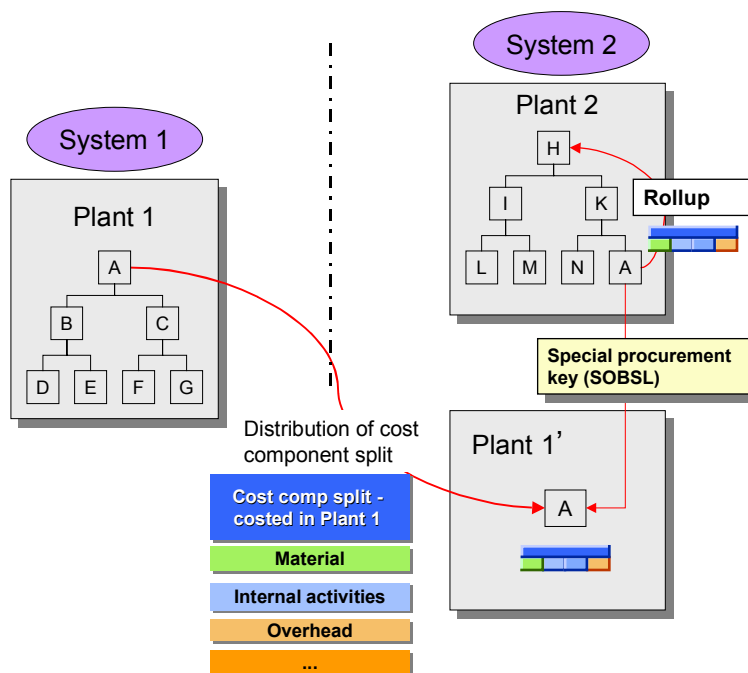 System 1
Plant 1
A
B
C
D
E
F
G
System 2
Plant 2
H
I
K
L
M
N
A
Rollup
Special procurement
key (SOBSL)
Distribution of cost
component split
Cost comp split -
costed in Plant 1
Material
Internal activities
Overhead
...
Plant 1’
A